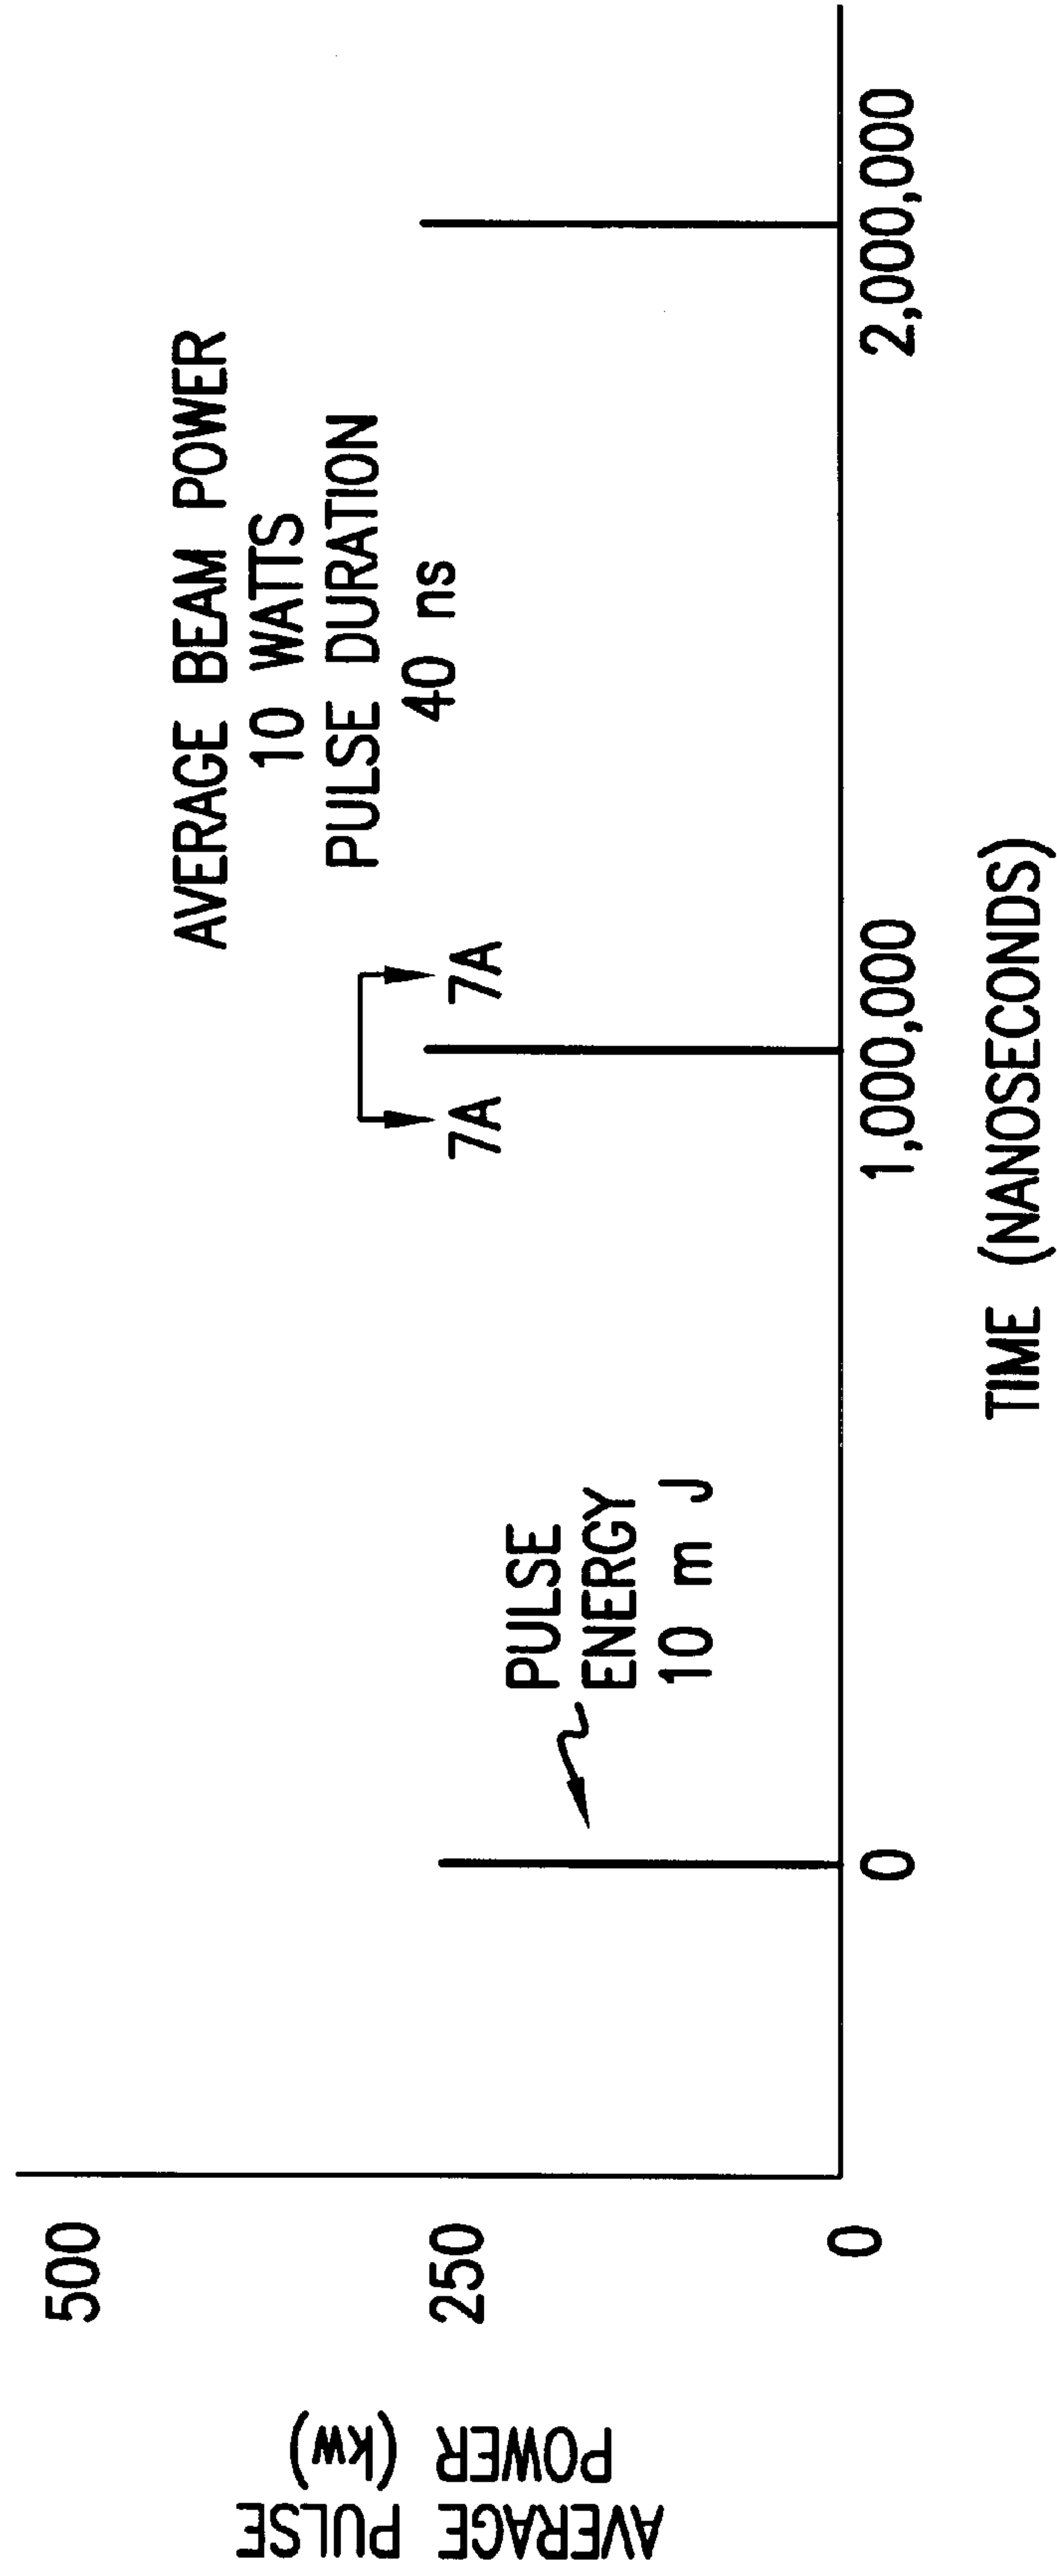 AVERAGE PULSE
POWER (kw)
500
250
0
AVERAGE BEAM POWER
10 WATTS
PULSE DURATION
40 ns
7A
7A
PULSE
ENERGY
10 m J
0
1,000,000
2,000,000
TIME (NANOSECONDS)